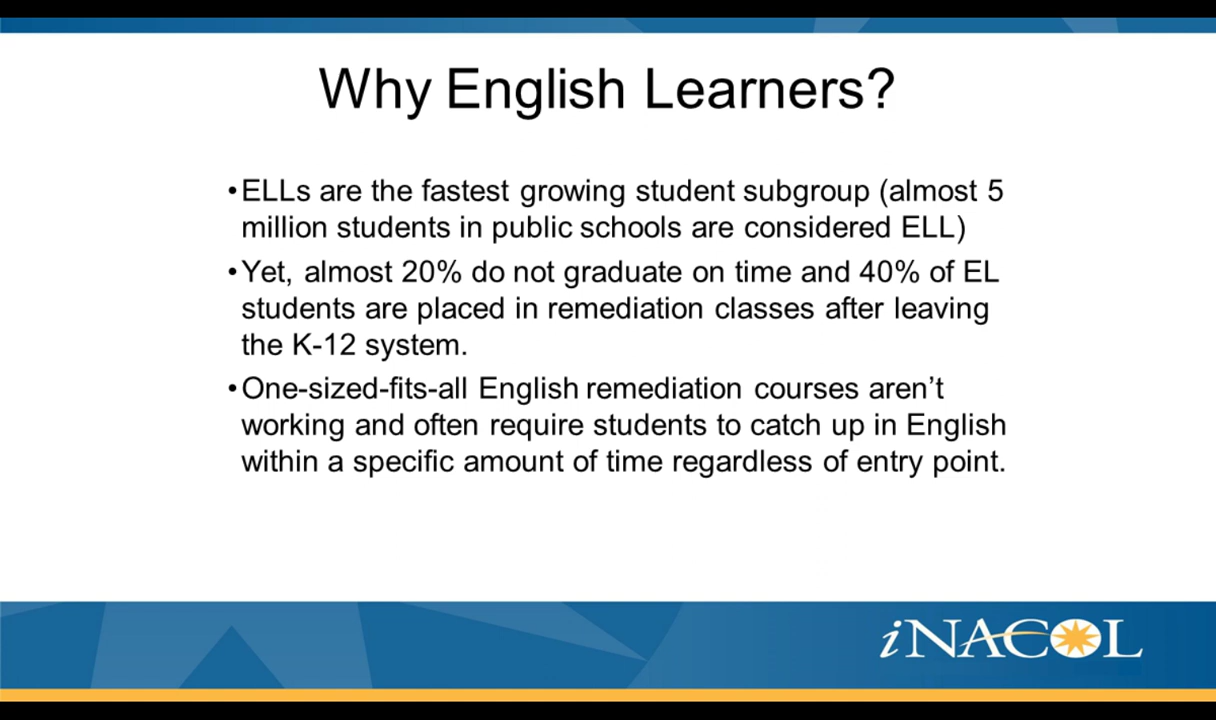 Why English Learners?
•ELLs are the fastest growing student subgroup (almost 5
million students in public schools are considered ELL)
•Yet, almost 20% do not graduate on time and 40% of EL
students are placed in remediation classes after leaving
the K-12 system.
•One-sized-fits-all English remediation courses aren’t
working and often require students to catch up in English
within a specific amount of time regardless of entry point.
iNACOL